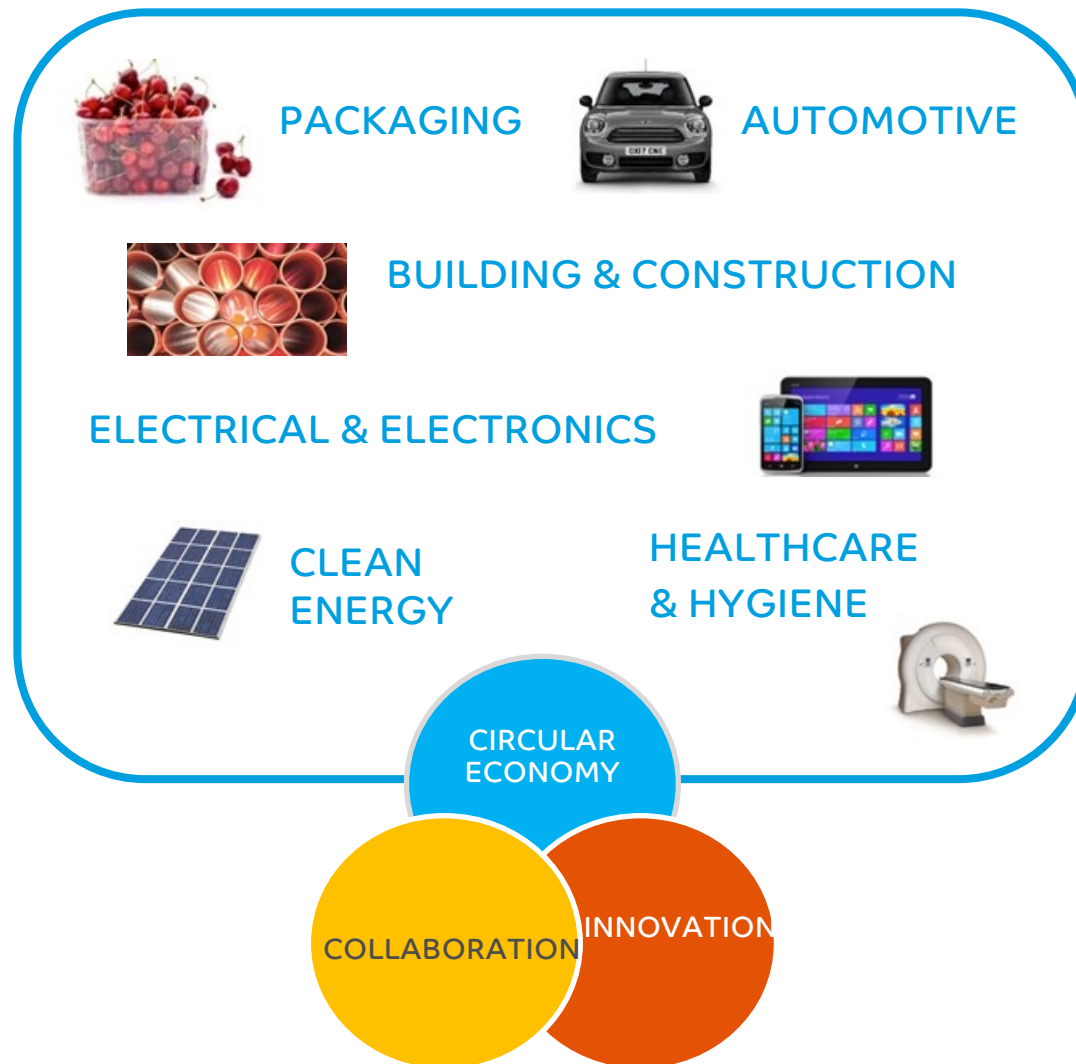 PACKAGING
AUTOMOTIVE
BUILDING & CONSTRUCTION
ELECTRICAL & ELECTRONICS
CLEAN
ENERGY
HEALTHCARE
& HYGIENE
CIRCULAR
ECONOMY
COLLABORATION
INNOVATION